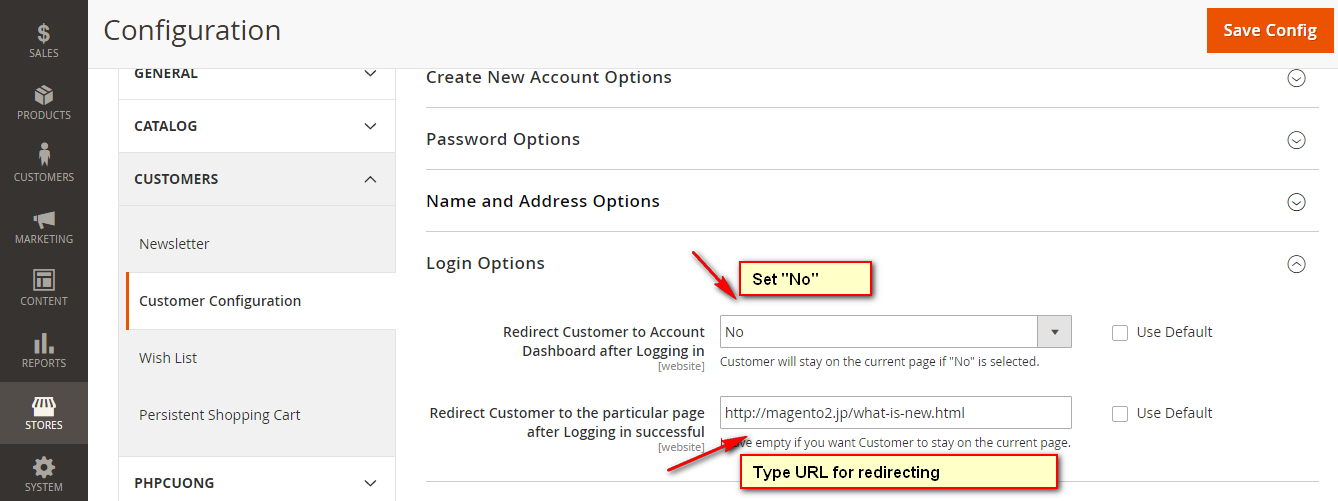 Configuration
Save Config
SALES
PRODUCTS
CUSTOMERS
MARKETING
CONTENT
REPORTS
STORES
SYSTEM
GENERAL
CATALOG
CUSTOMERS
Newsletter
Customer Configuration
Wish List
Persistent Shopping Cart
PHPCUONG
Create New Account Options
Password Options
Name and Address Options
Login Options
Set "No"
Redirect Customer to Account
Dashboard after Logging in
[website]
No
Use Default
Customer will stay on the current page if "No" is selected.
Redirect Customer to the particular page
after Logging in successful
[website]
http://magento2.jp/what-is-new.html
Use Default
empty if you want Customer to stay on the current page.
Type URL for redirecting